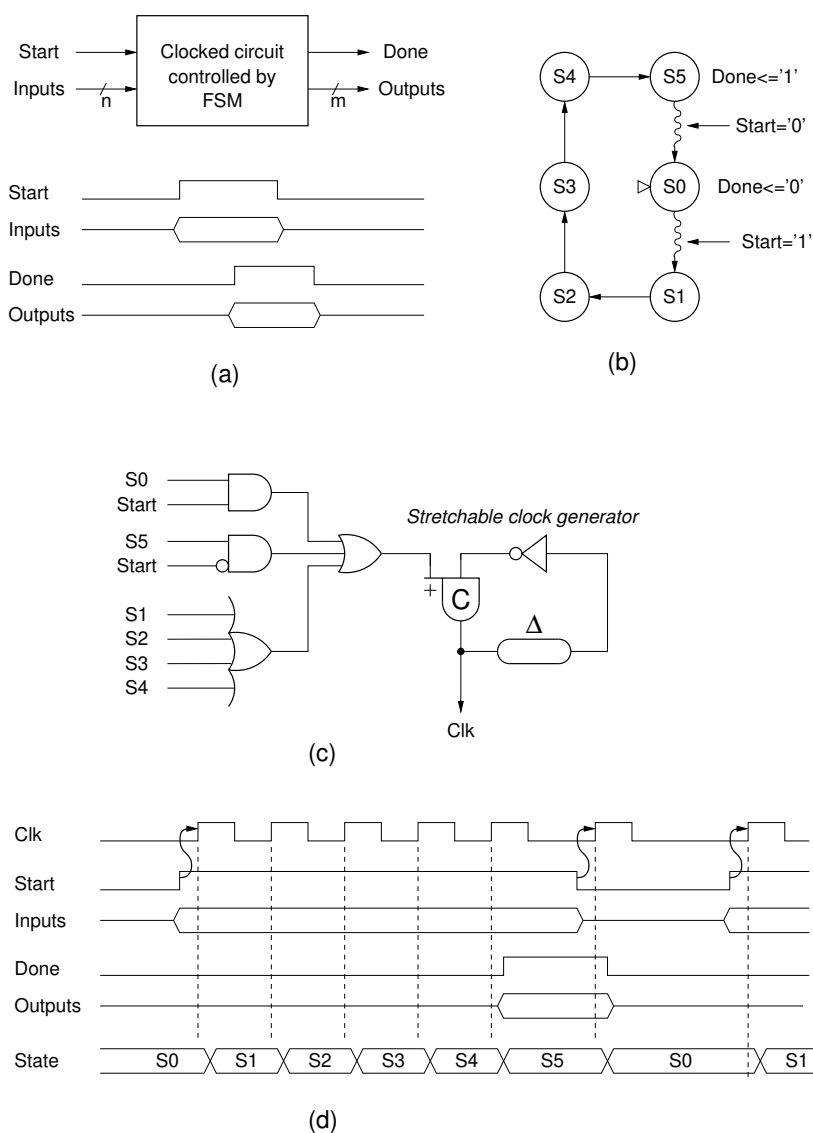 Start
Inputs
n
Clocked circuit
controlled by
FSM
m
Done
Outputs
Start
Inputs
Done
Outputs
(a)
S4
S5
Done<='1'
Start='0'
S3
S0
Done<='0'
Start='1'
S2
S1
(b)
S0
Start
S5
Start
S1
S2
S3
S4
Stretchable clock generator
+
C
Δ
Clk
(c)
Clk
Start
Inputs
Done
Outputs
State
S0
S1
S2
S3
S4
S5
S0
S1
(d)